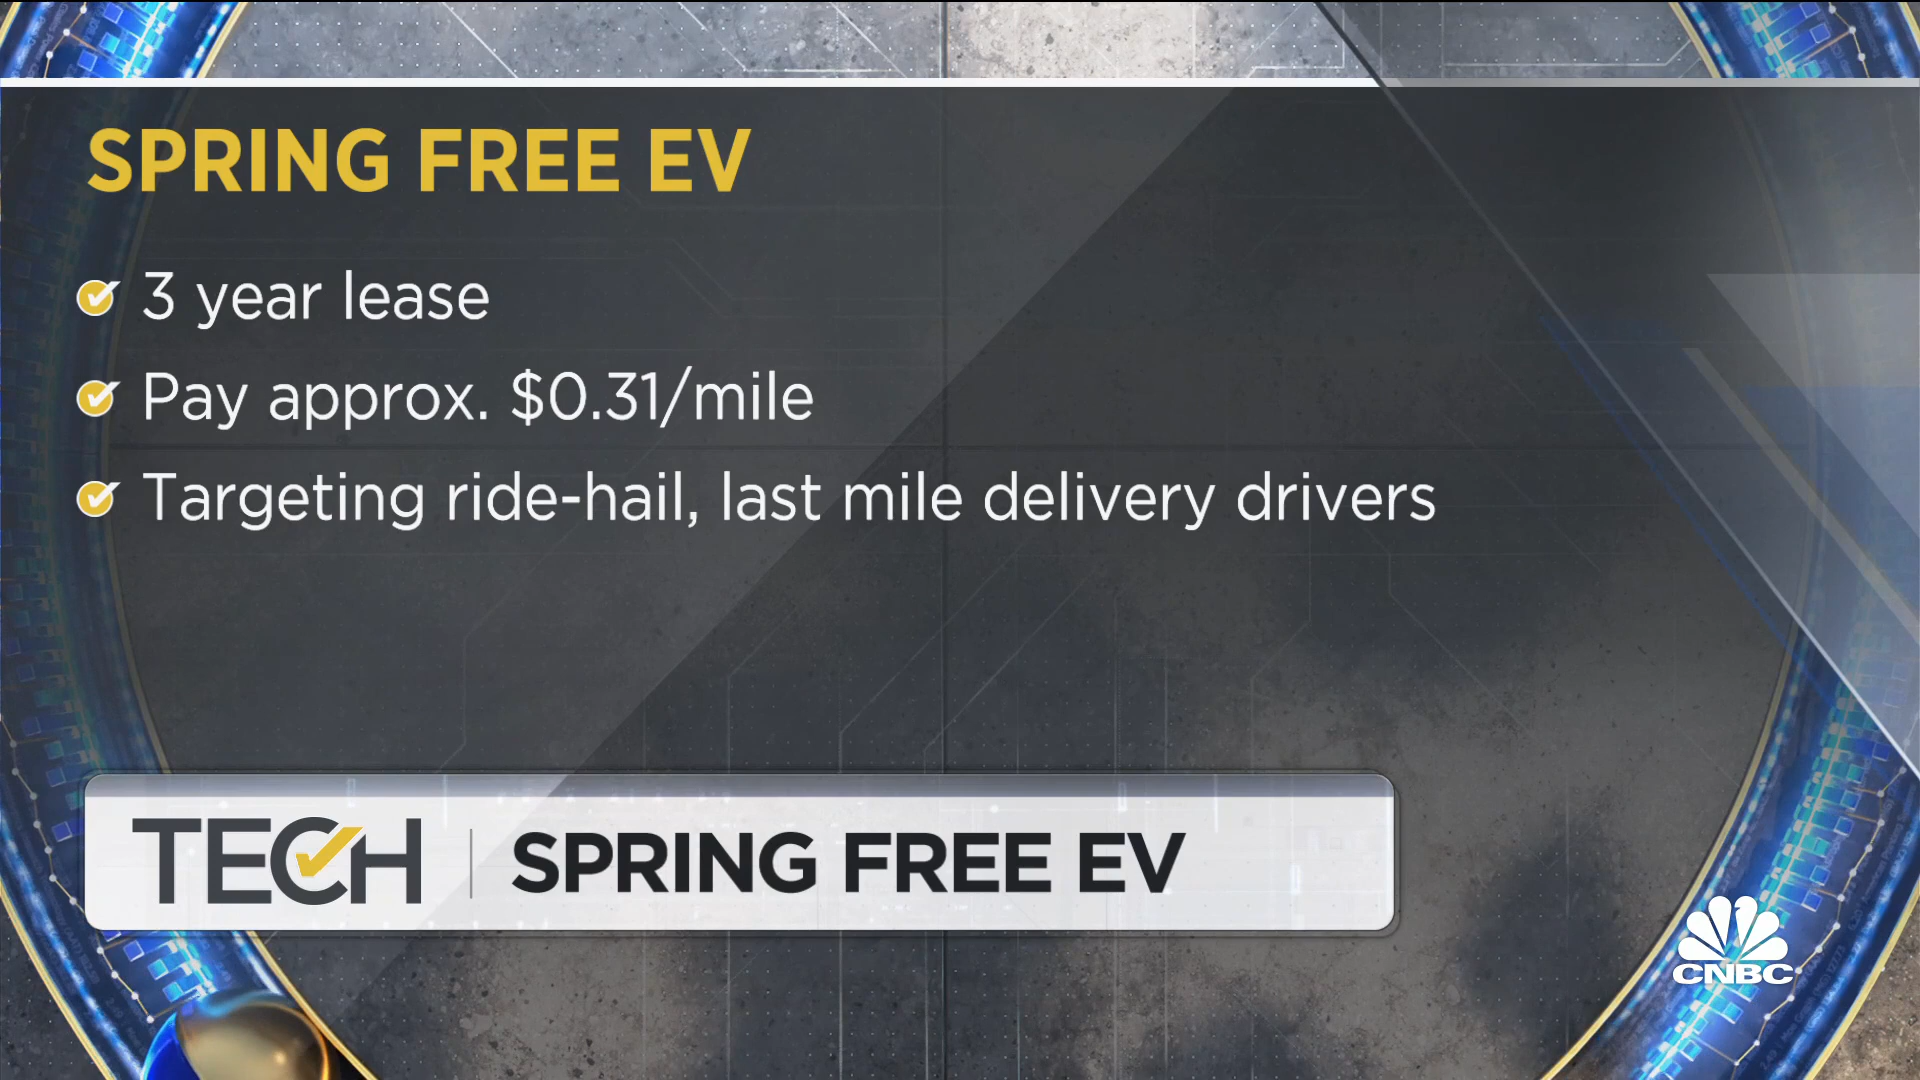 SPRING FREE EV
3 year lease
Pay approx. $0.31/mile
Targeting ride-hail, last mile delivery drivers
TECH SPRING FREE EV
CNBC